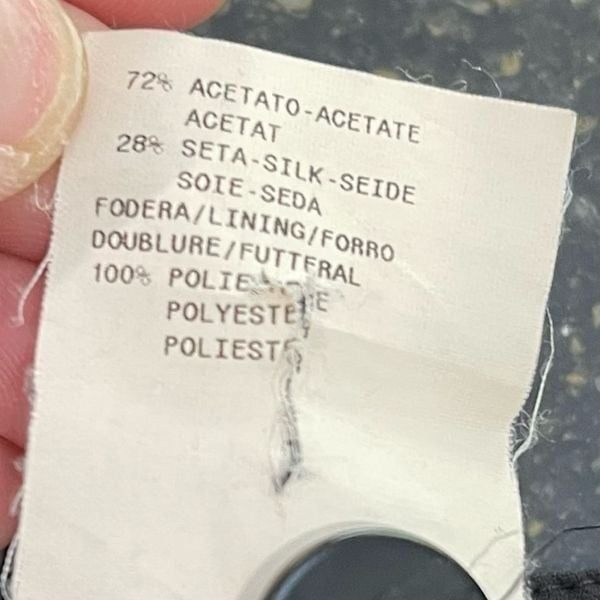 72% ACETATO-ACETATE
ACETAT
28% SETA-SILK-SEIDE
SOIE-SEDA
FODERA/LINING/FORRO
DOUBLURE/FUTTERAL
100%